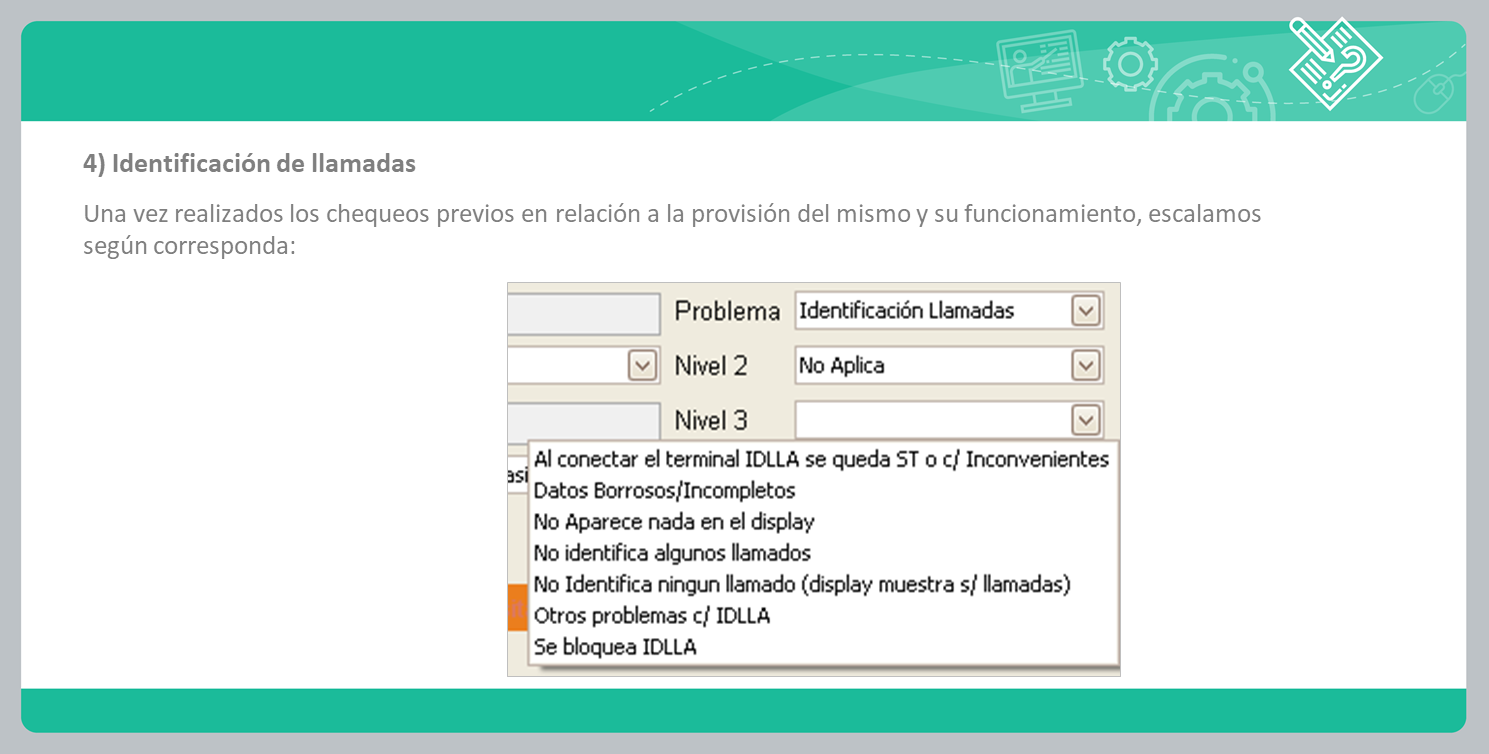 4) Identificación de llamadas
Una vez realizados los chequeos previos en relación a la provisión del mismo y su funcionamiento, escalamos
según corresponda:
Problema Identificación Llamadas
Nivel 2 No Aplica
Nivel 3
asi
Al conectar el terminal IDLLA se queda ST o c/ Inconvenientes
Datos Borrosos/Incompletos
No Aparece nada en el display
No identifica algunos llamados
No Identifica ningun llamado (display muestra s/ llamadas)
Otros problemas c/ IDLLA
Se bloquea IDLLA